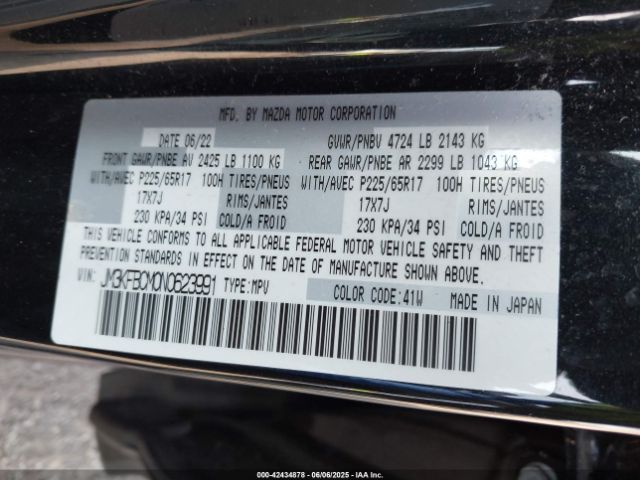 MFD. BY MAZDA MOTOR CORPORATION
DATE 06/22 GVWR/PNBV 4724 LB 2143 KG
FRONT GAWR/PNBE AV 2425 LB 1100 KG REAR GAWR/PNBE AR 2299 LB 1043 KG
WITH/AVEC P225/65R17 100H TIRES/PNEUS WITH/AVEC P225/65R17 100H TIRES/PNEUS
17X7J RIMS/JANTES 17X7J RIMS/JANTES
230 KPA/34 PSI COLD/A FROID 230 KPA/34 PSI COLD/A FROID
THIS VEHICLE CONFORMS TO ALL APPLICABLE FEDERAL MOTOR VEHICLE SAFETY AND THEFT
PREVENTION STANDARDS IN EFFECT ON THE DATE OF MANUFACTURE SHOWN ABOVE.
VIN: JM3KFBCM0N0623991 TYPE:MPV COLOR CODE:41W MADE IN JAPAN
000-42434878 - 06/06/2025 - IAA Inc.